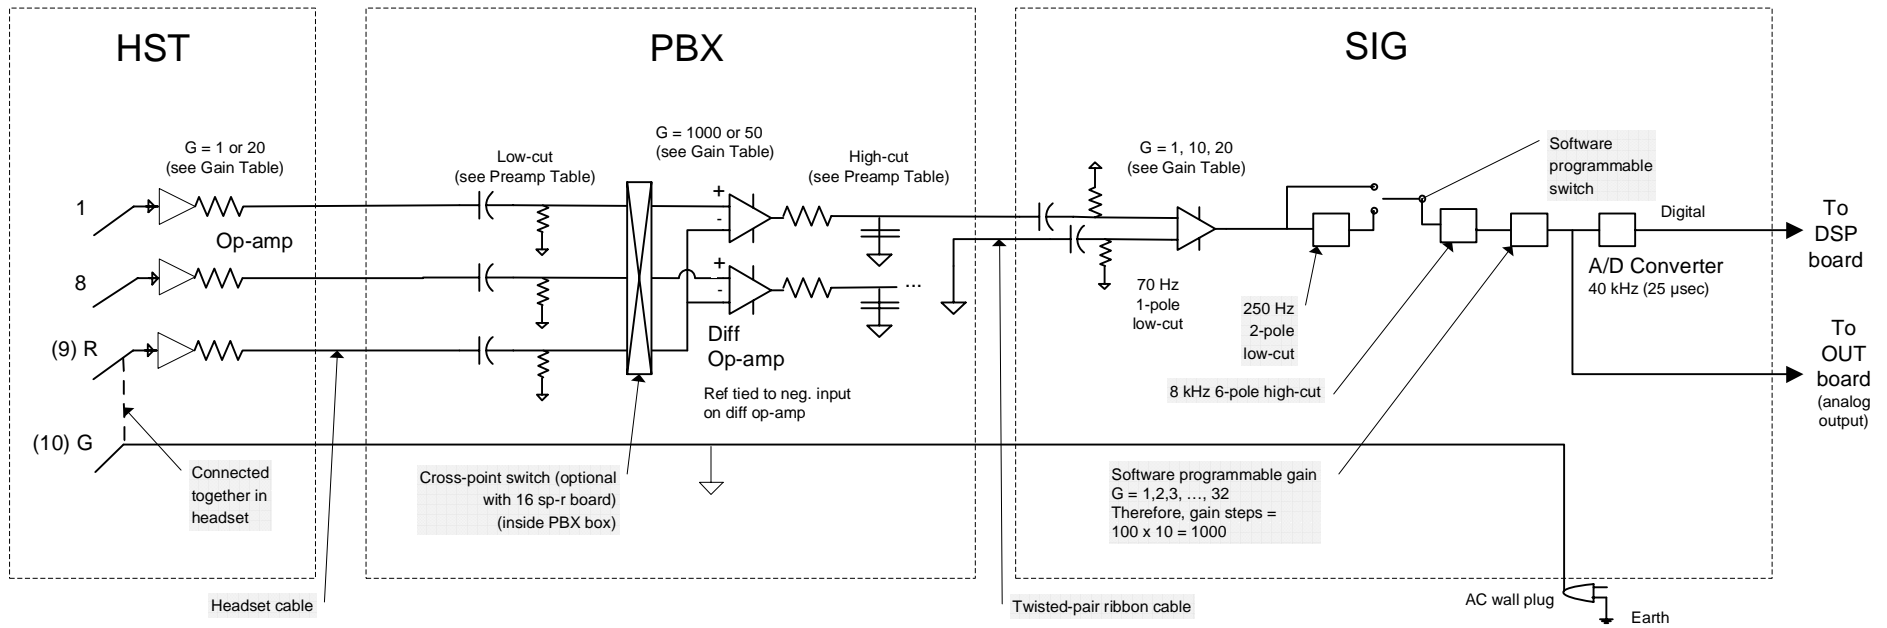 HST
PBX
SIG
G = 1 or 20
(see Gain Table)
Low-cut
(see Preamp Table)
G = 1000 or 50
(see Gain Table)
High-cut
(see Preamp Table)
G = 1, 10, 20
(see Gain Table)
Software
programmable
switch
1
Op-amp
8
(9) R
(10) G
+
-
+
-
...
Diff
Op-amp
Ref tied to neg. input
on diff op-amp
70 Hz
1-pole
low-cut
250 Hz
2-pole
low-cut
8 kHz 6-pole high-cut
Digital
A/D Converter
40 kHz (25 µsec)
To
DSP
board
To
OUT
board
(analog
output)
Connected
together in
headset
Cross-point switch (optional
with 16 sp-r board)
(inside PBX box)
Software programmable gain
G = 1,2,3, …, 32
Therefore, gain steps =
100 x 10 = 1000
Headset cable
Twisted-pair ribbon cable
AC wall plug
Earth